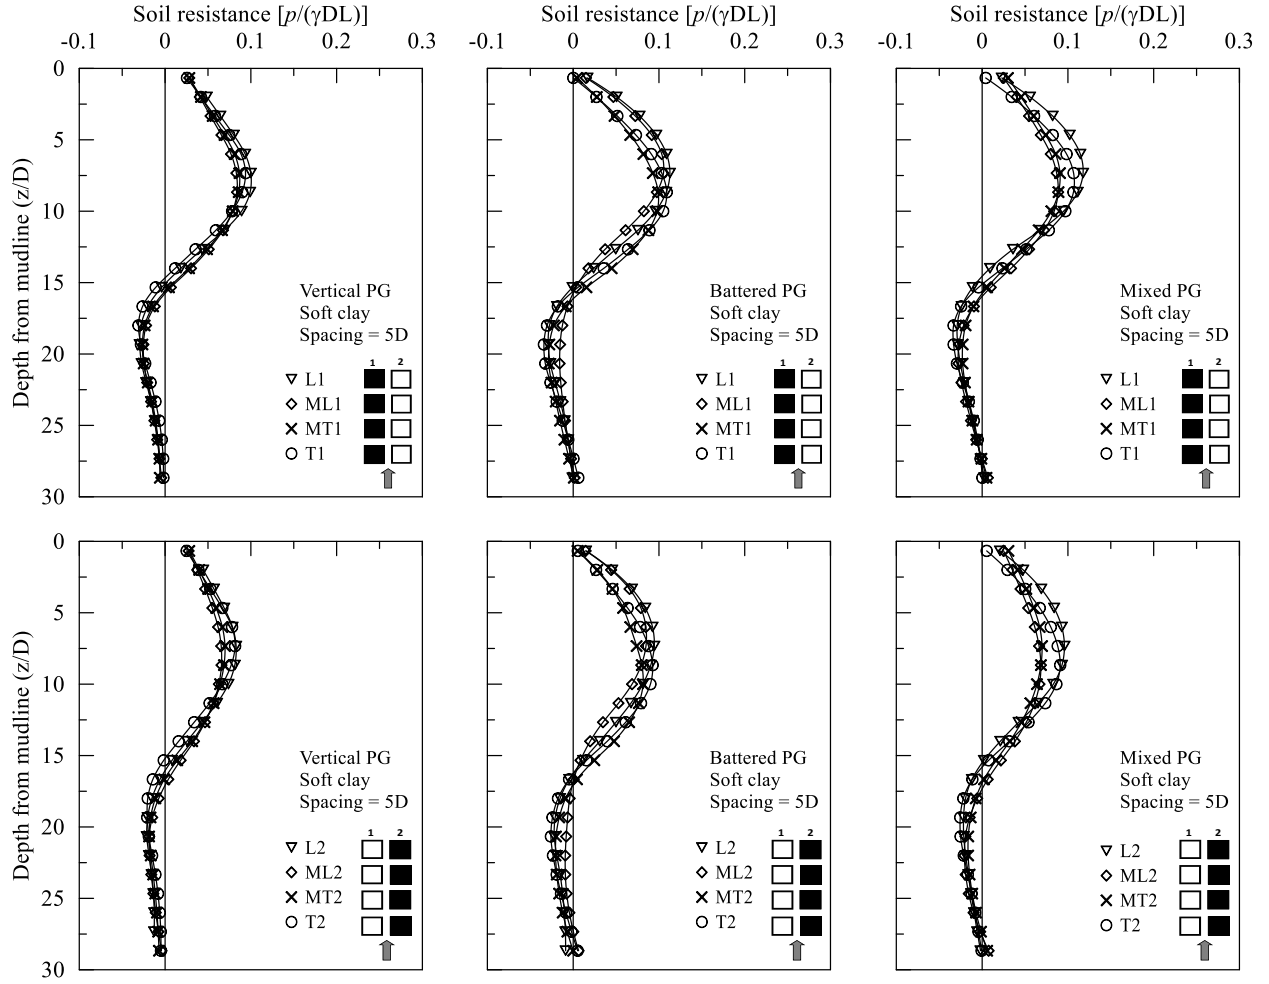 Soil resistance [p/(γDL)] Soil resistance [p/(γDL)] Soil resistance [p/(γDL)]
-0.1 0 0.1 0.2 0.3 -0.1 0 0.1 0.2 0.3 -0.1 0 0.1 0.2 0.3
0
5
10
15
20
25
30
Depth from mudline (z/D)
Vertical PG
Soft clay
Spacing = 5D
1 2
L1
ML1
MT1
T1
Battered PG
Soft clay
Spacing = 5D
1 2
L1
ML1
MT1
T1
Mixed PG
Soft clay
Spacing = 5D
1 2
L1
ML1
MT1
T1
0
5
10
15
20
25
30
Depth from mudline (z/D)
Vertical PG
Soft clay
Spacing = 5D
1 2
L2
ML2
MT2
T2
Battered PG
Soft clay
Spacing = 5D
1 2
L2
ML2
MT2
T2
Mixed PG
Soft clay
Spacing = 5D
1 2
L2
ML2
MT2
T2